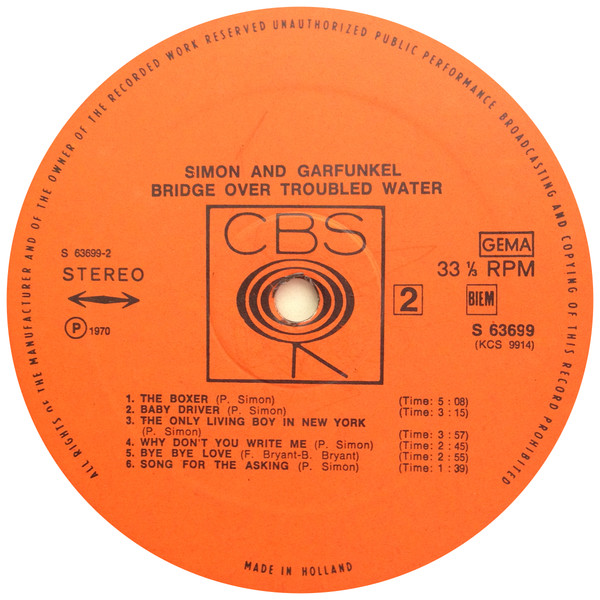 ALL RIGHTS OF THE MANUFACTURER AND OF THE OWNER OF THE RECORDED WORK RESERVED UNAUTHORIZED PUBLIC PERFORMANCE BROADCASTING AND COPYING OF THIS RECORD PROHIBITED
SIMON AND GARFUNKEL
BRIDGE OVER TROUBLED WATER
CBS
S 63699-2
STEREO
P 1970
GEMA
33 ⅓ RPM
2 BIEM
S 63699
(KCS 9914)
1. THE BOXER (P. Simon) (Time: 5 : 08)
2. BABY DRIVER (P. Simon) (Time: 3 : 15)
3. THE ONLY LIVING BOY IN NEW YORK
(P. Simon) (Time: 3 : 57)
4. WHY DON'T YOU WRITE ME (P. Simon) (Time: 2 : 45)
5. BYE BYE LOVE (F. Bryant-B. Bryant) (Time: 2 : 55)
6. SONG FOR THE ASKING (P. Simon) (Time: 1 : 39)
MADE IN HOLLAND